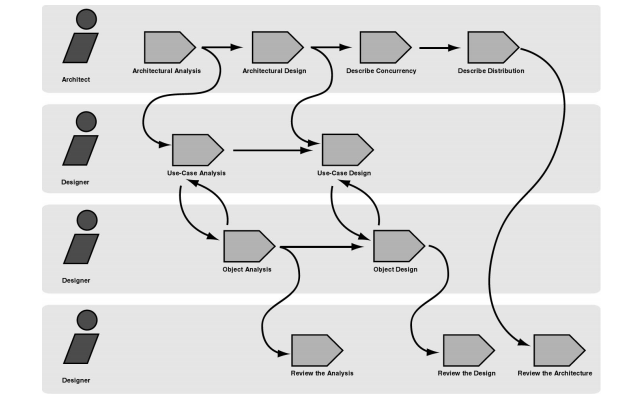 Architectural Analysis
Architectural Design
Describe Concurrency
Describe Distribution
Architect
Use-Case Analysis
Use-Case Design
Designer
Object Analysis
Object Design
Designer
Review the Analysis
Review the Design
Review the Architecture
Designer